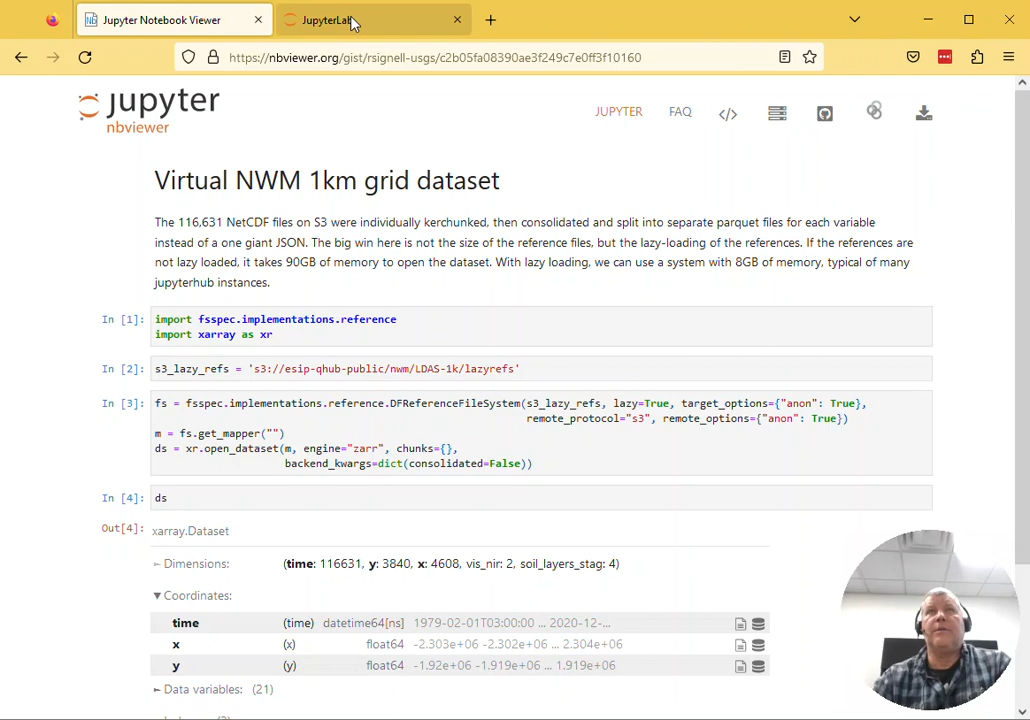 Jupyter Notebook Viewer
JupyterLab
https://nbviewer.org/gist/rsignell-usgs/c2b05fa08390ae3f249c7e0ff3f10160
jupyter
nbviewer
JUPYTER FAQ </>
Virtual NWM 1km grid dataset
The 116,631 NetCDF files on S3 were individually kerchunked, then consolidated and split into separate parquet files for each variable
instead of a one giant JSON. The big win here is not the size of the reference files, but the lazy-loading of the references. If the references are
not lazy loaded, it takes 90GB of memory to open the dataset. With lazy loading, we can use a system with 8GB of memory, typical of many
jupyterhub instances.
In [1]: import fsspec.implementations.reference
import xarray as xr
In [2]: s3_lazy_refs = 's3://esip-qhub-public/nwm/LDAS-1k/lazyrefs'
In [3]: fs = fsspec.implementations.reference.DFReferenceFileSystem(s3_lazy_refs, lazy=True, target_options={"anon": True},
remote_protocol="s3", remote_options={"anon": True})
m = fs.get_mapper("")
ds = xr.open_dataset(m, engine="zarr", chunks={},
backend_kwargs=dict(consolidated=False))
In [4]: ds
Out[4]: xarray.Dataset
► Dimensions: (time: 116631, y: 3840, x: 4608, vis_nir: 2, soil_layers_stag: 4)
▼ Coordinates:
time (time) datetime64[ns] 1979-02-01T03:00:00 ... 2020-12-...
x (x) float64 -2.303e+06 -2.302e+06 ... 2.304e+06
y (y) float64 -1.92e+06 -1.919e+06 ... 1.919e+06
► Data variables: (21)